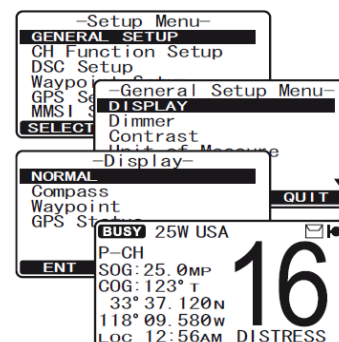 -Setup Menu-
GENERAL SETUP
CH Function Setup
DSC Setup
GPS
MMSI
SELECT
-General Setup Menu-
DISPLAY
Dimmer
Contrast
QUIT
-Display-
NORMAL
Compass
Waypoint
GPS
ENT
BUSY 25W USA
P-CH
SOG:25.0MP
COG:123°T
33°37.120N
118°09.580W
LOC 12:56AM DISTRESS
16